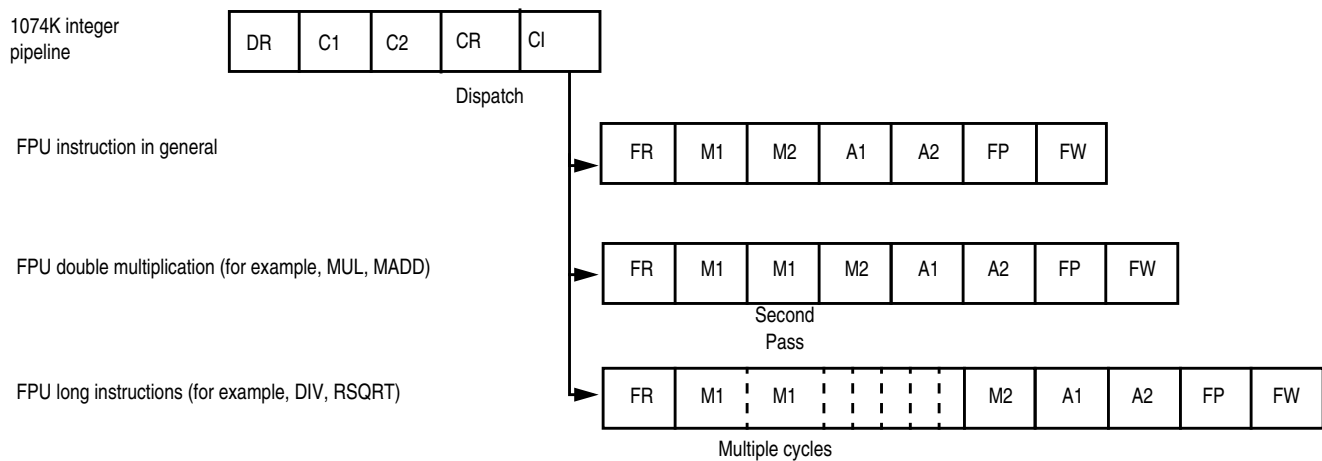 1074K integer
pipeline
DR C1 C2 CR CI
Dispatch
FPU instruction in general
FR M1 M2 A1 A2 FP FW
FPU double multiplication (for example, MUL, MADD)
FR M1 M1 M2 A1 A2 FP FW
Second
Pass
FPU long instructions (for example, DIV, RSQRT)
FR M1 M1 M2 A1 A2 FP FW
Multiple cycles